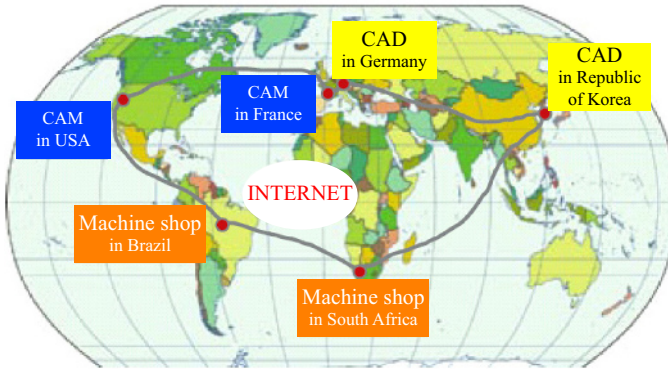 CAD
in Germany
CAD
in Republic
of Korea
CAM
in France
CAM
in USA
INTERNET
Machine shop
in Brazil
Machine shop
in South Africa